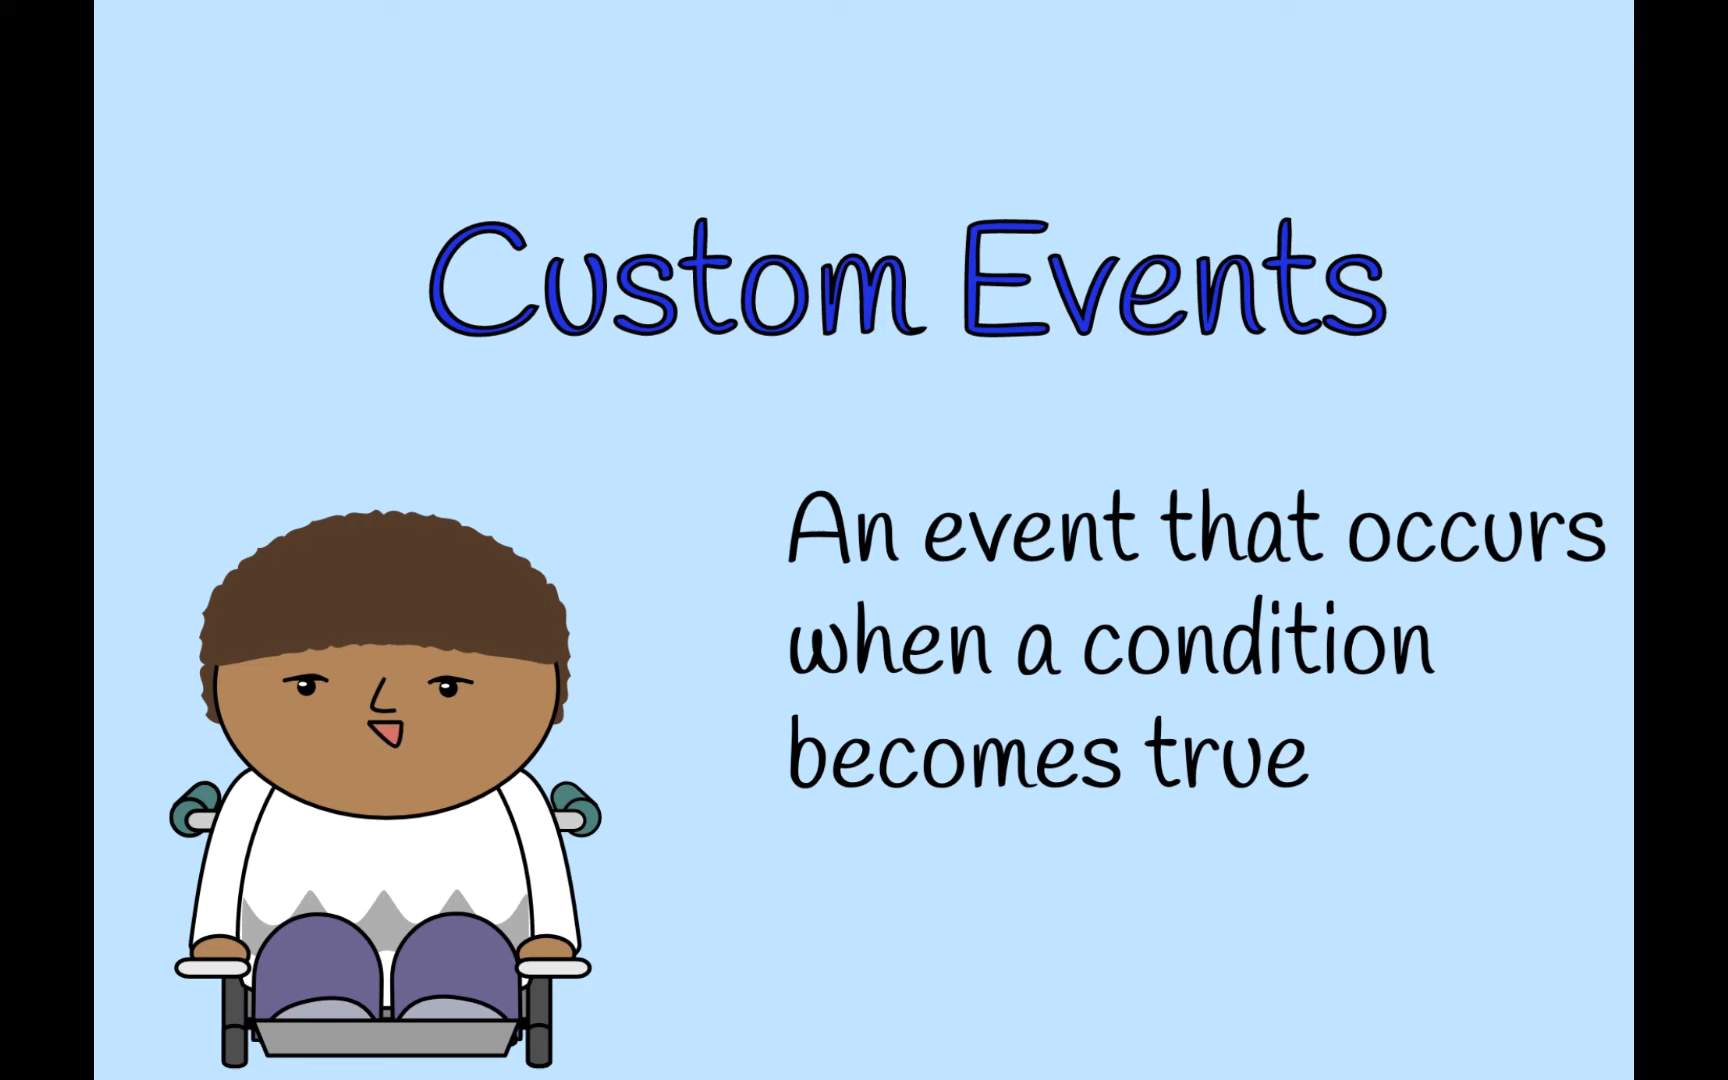 Custom Events
An event that occurs
when a condition
becomes true